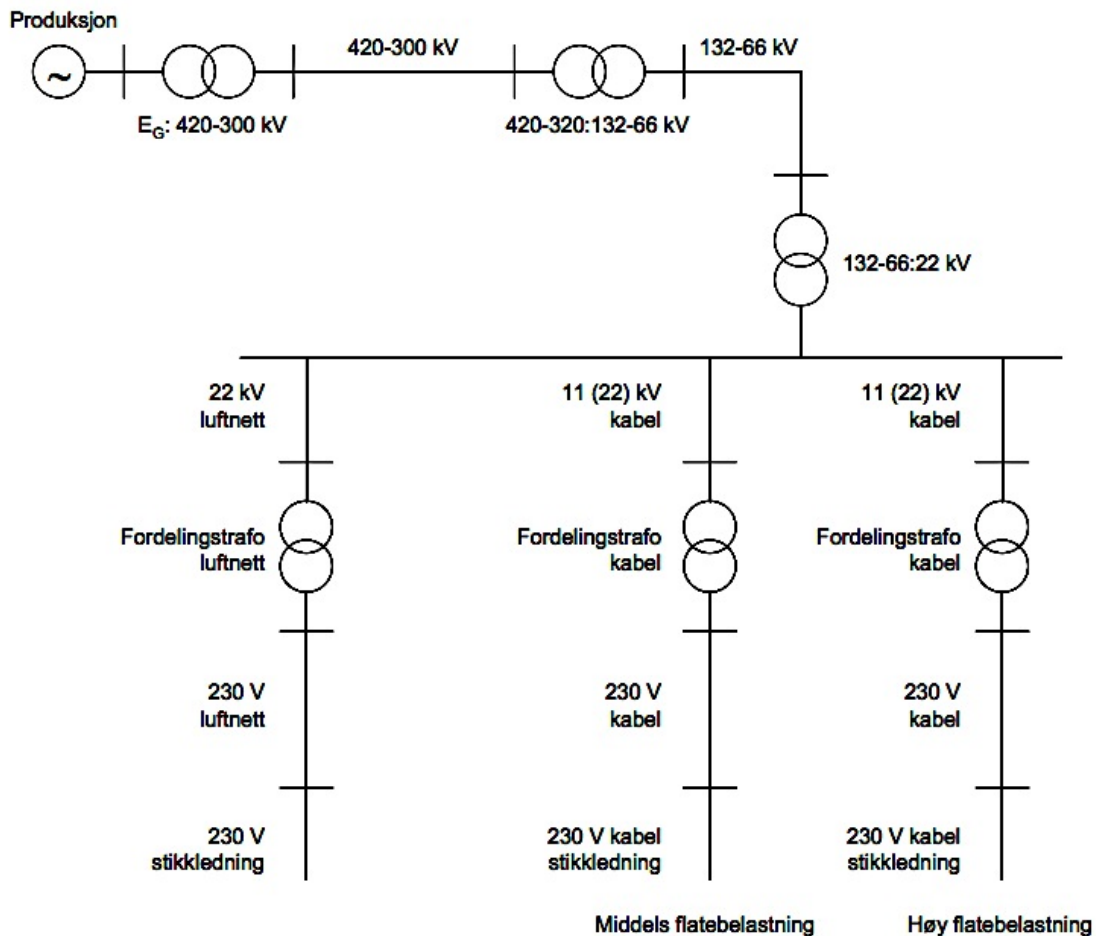 Produksjon
~
420-300 kV
132-66 kV
E_G: 420-300 kV
420-320:132-66 kV
132-66:22 kV
22 kV
luftnett
11 (22) kV
kabel
11 (22) kV
kabel
Fordelingstrafo
luftnett
Fordelingstrafo
kabel
Fordelingstrafo
kabel
230 V
luftnett
230 V
kabel
230 V
kabel
230 V
stikkledning
230 V kabel
stikkledning
230 V kabel
stikkledning
Middels flatebelastning
Høy flatebelastning